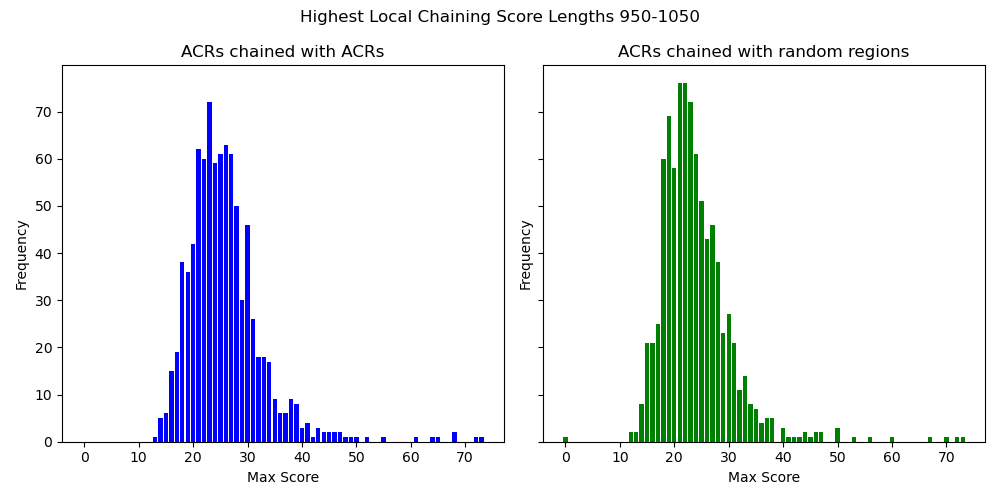 Highest Local Chaining Score Lengths 950-1050
ACRs chained with ACRs
ACRs chained with random regions
Frequency
70
60
50
40
30
20
10
0
0 10 20 30 40 50 60 70
Max Score
Frequency
0 10 20 30 40 50 60 70
Max Score